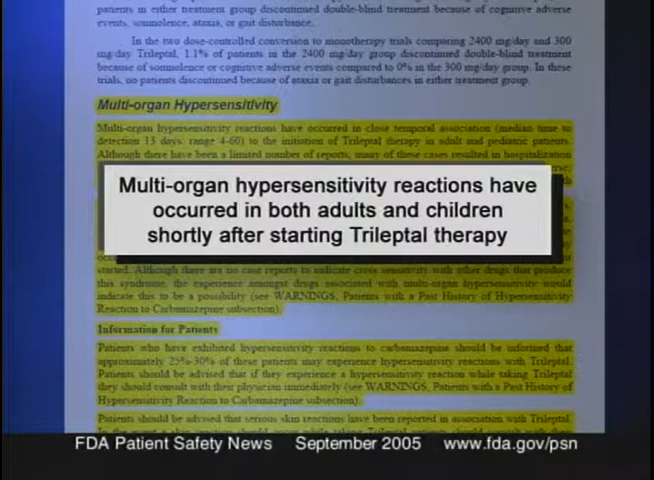 patients in either treatment group discontinued double-blind treatment because of cognitive adverse
events, somnolence, ataxia, or gait disturbance.
In the two dose-controlled conversion to monotherapy trials comparing 2400 mg/day and 300
mg/day Trileptal, 1.1% of patients in the 2400 mg/day group discontinued double-blind treatment
because of somnolence or cognitive adverse events compared to 0% in the 300 mg/day group. In these
trials, no patients discontinued because of ataxia or gait disturbances in either treatment group.
Multi-organ Hypersensitivity
Multi-organ hypersensitivity reactions have occurred in close temporal association (median time to
detection 13 days: range 4-60) to the initiation of Trileptal therapy in adult and pediatric patients.
Although there have been a limited number of reports, many of these cases resulted in hospitalization
Multi-organ hypersensitivity reactions have
occurred in both adults and children
shortly after starting Trileptal therapy
started. Although there are no case reports to indicate cross sensitivity with other drugs that produce
this syndrome, the experience amongst drugs associated with multi-organ hypersensitivity would
indicate this to be a possibility (see WARNINGS, Patients with a Past History of Hypersensitivity
Reaction to Carbamazepine subsection).
Information for Patients
Patients who have exhibited hypersensitivity reactions to carbamazepine should be informed that
approximately 25%-30% of these patients may experience hypersensitivity reactions with Trileptal.
Patients should be advised that if they experience a hypersensitivity reaction while taking Trileptal
they should consult with their physician immediately (see WARNINGS, Patients with a Past History of
Hypersensitivity Reaction to Carbamazepine subsection).
Patients should be advised that serious skin reactions have been reported in association with Trileptal.
FDA Patient Safety News September 2005 www.fda.gov/psn